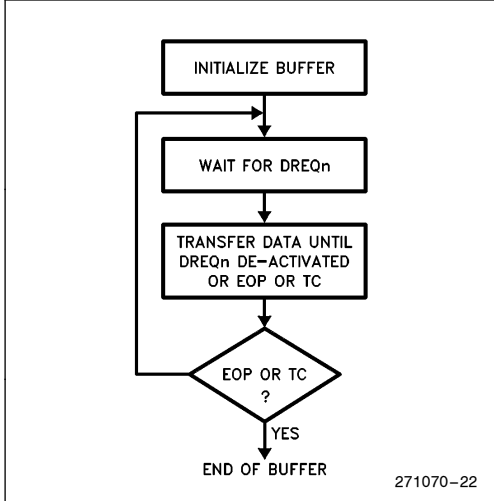 INITIALIZE BUFFER
WAIT FOR DREQn
TRANSFER DATA UNTIL
DREQn DE-ACTIVATED
OR EOP OR TC
EOP OR TC
?
YES
END OF BUFFER
271070-22